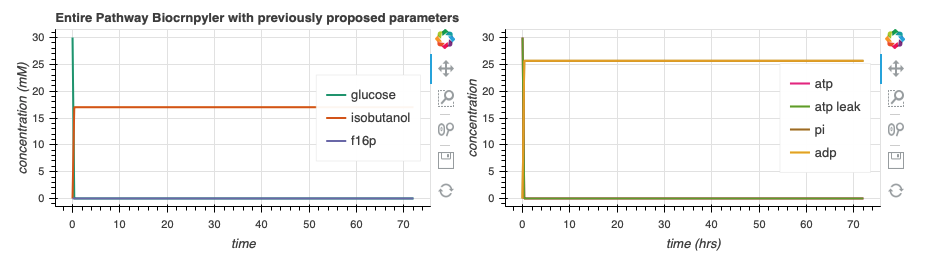 Entire Pathway Biocrnpyler with previously proposed parameters
concentration (mM)
30
25
20
15
10
5
0
glucose
isobutanol
f16p
0 10 20 30 40 50 60 70
time
concentration
30
25
20
15
10
5
0
atp
atp leak
pi
adp
0 10 20 30 40 50 60 70
time (hrs)